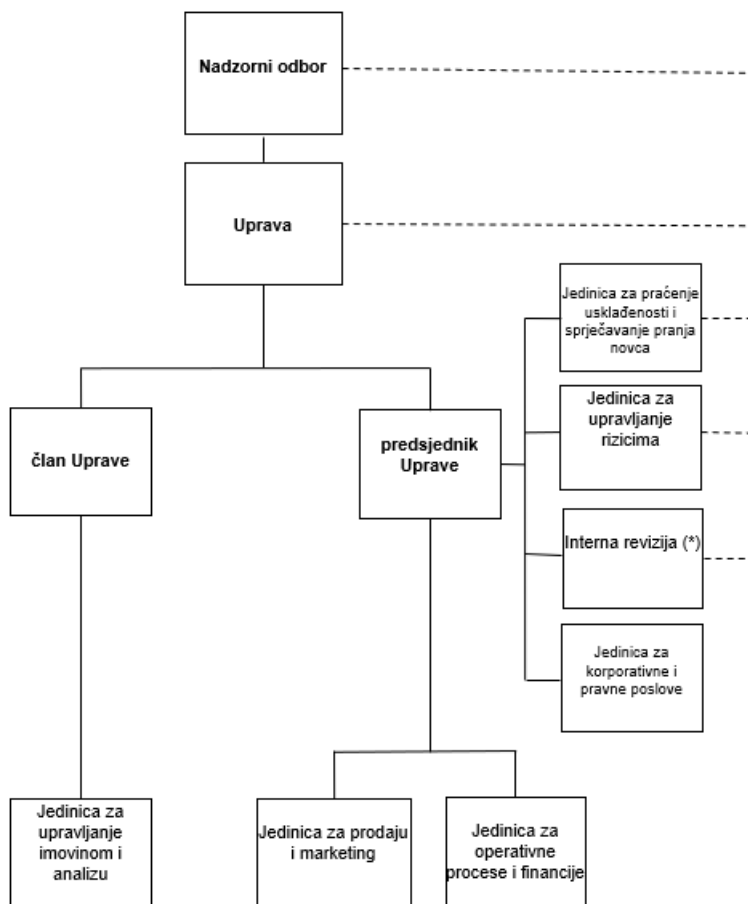 Nadzorni odbor
Uprava
Jedinica za praćenje
usklađenosti i
sprječavanje pranja
novca
Jedinica za
upravljanje
rizicima
član Uprave
predsjednik
Uprave
Interna revizija (*)
Jedinica za
korporativne i
pravne poslove
Jedinica za
upravljanje
imovinom i
analizu
Jedinica za prodaju
i marketing
Jedinica za
operativne
procese i financije